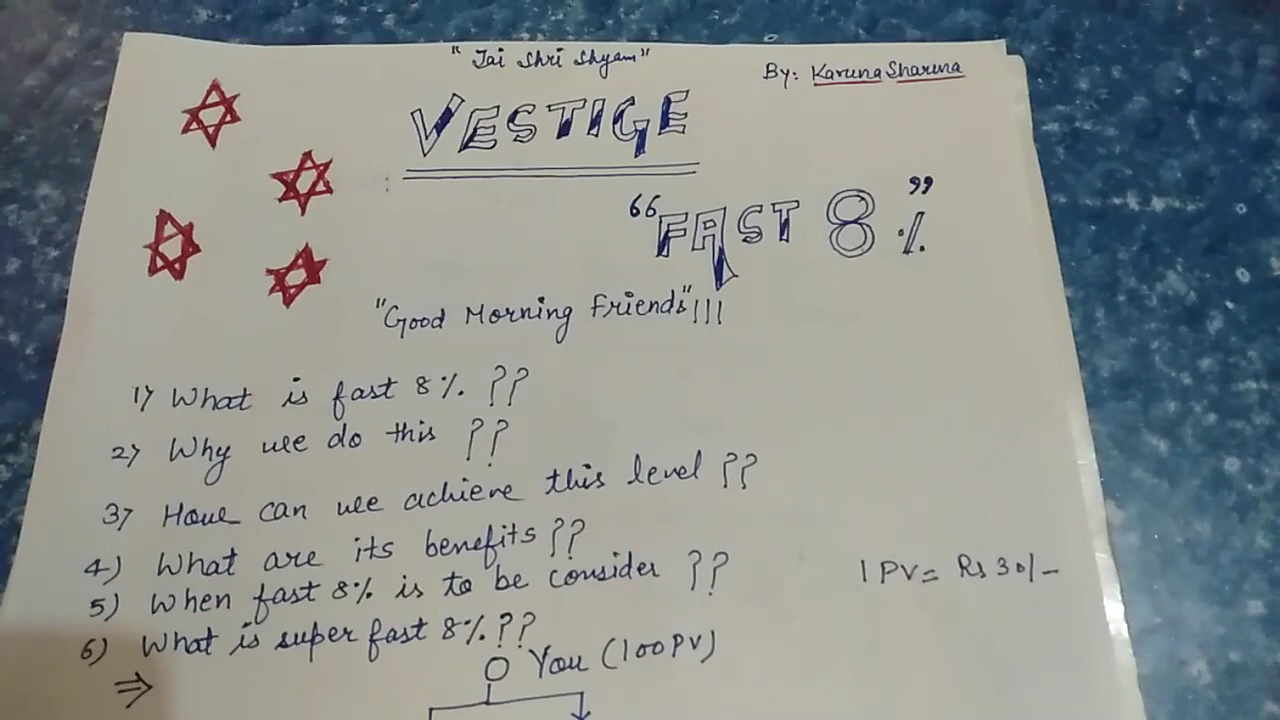 "Jai Shri Shyam"
By: Karuna Sharma
VESTIGE
"FAST 8%"
"Good Morning Friends"!!!
1) What is fast 8%. ??
2) Why we do this ??
3) How can we achieve this level ??
4) What are its benefits ??
5) When fast 8% is to be consider ??
1 PV = Rs 30/-
6) What is super fast 8%. ??
⇒ You (100PV)